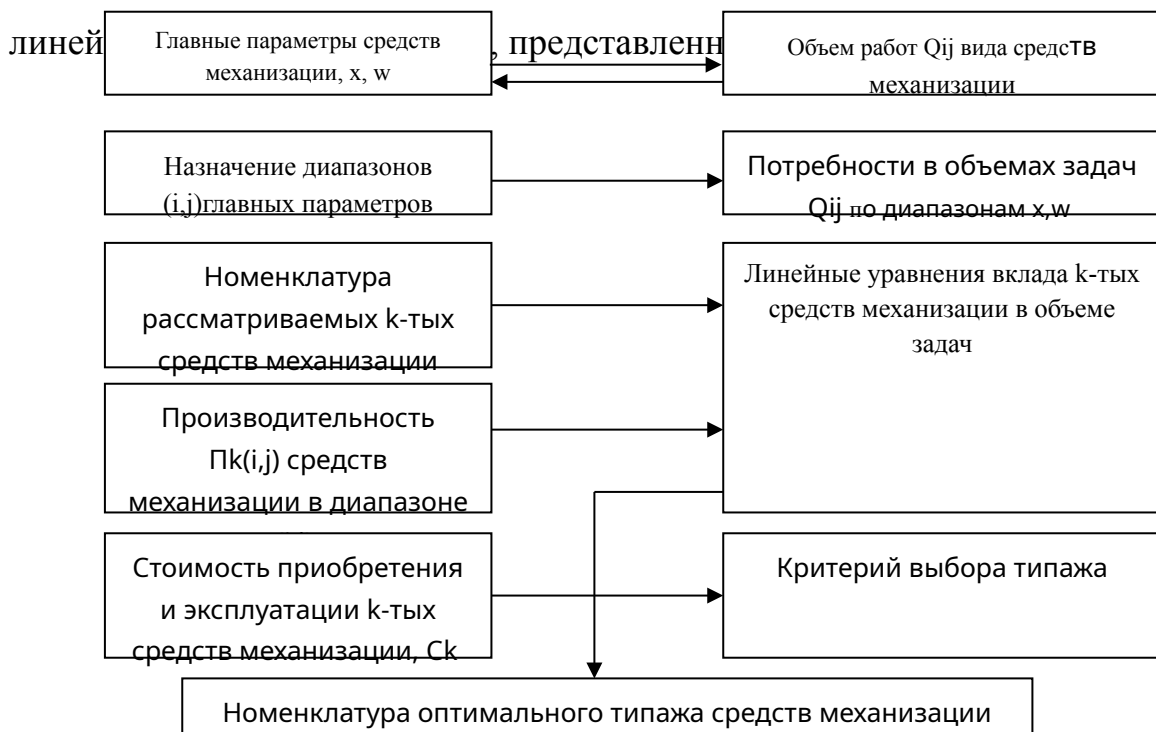 линей
, представленн
Главные параметры средств
механизации, x, w
Объем работ Qij вида средств
механизации
Назначение диапазонов
(i,j)главных параметров
Потребности в объемах задач
Qij по диапазонам x,w
Номенклатура
рассматриваемых k-тых
средств механизации
Линейные уравнения вклада k-тых
средств механизации в объеме
задач
Производительность
Пk(i,j) средств
механизации в диапазоне
Стоимость приобретения
и эксплуатации k-тых
средств механизации, Ck
Критерий выбора типажа
Номенклатура оптимального типажа средств механизации